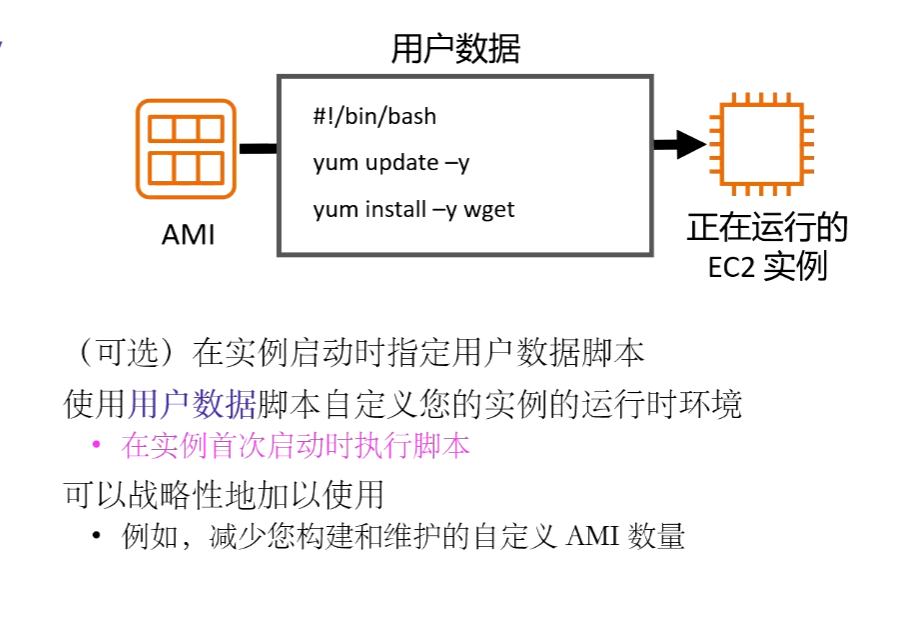 用户数据
#!/bin/bash
yum update –y
yum install –y wget
AMI
正在运行的
EC2 实例
（可选）在实例启动时指定用户数据脚本
使用用户数据脚本自定义您的实例的运行时环境
• 在实例首次启动时执行脚本
可以战略性地加以使用
• 例如，减少您构建和维护的自定义 AMI 数量